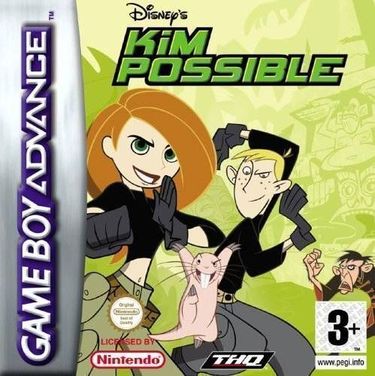 Disney's
KiM
POSSIBLE
GAME BOY ADVANCE
TM
Original
Nintendo
Seal of
Quality
LICENSED BY
Nintendo
THQ
3+
www.pegi.info